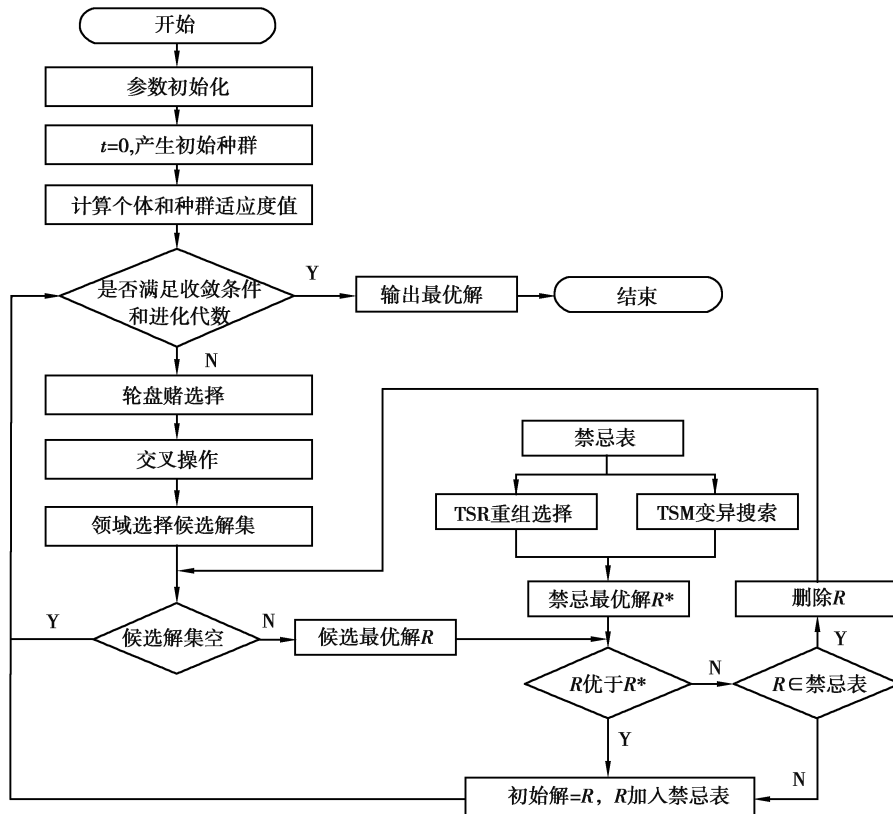 开始
参数初始化
t=0,产生初始种群
计算个体和种群适应度值
是否满足收敛条件
和进化代数
Y
输出最优解
结束
N
轮盘赌选择
交叉操作
领域选择候选解集
禁忌表
TSR重组选择
TSM变异搜索
禁忌最优解R*
删除R
Y
候选解集空
N
候选最优解R
R优于R*
N
R∈禁忌表
Y
Y
N
初始解=R，R加入禁忌表